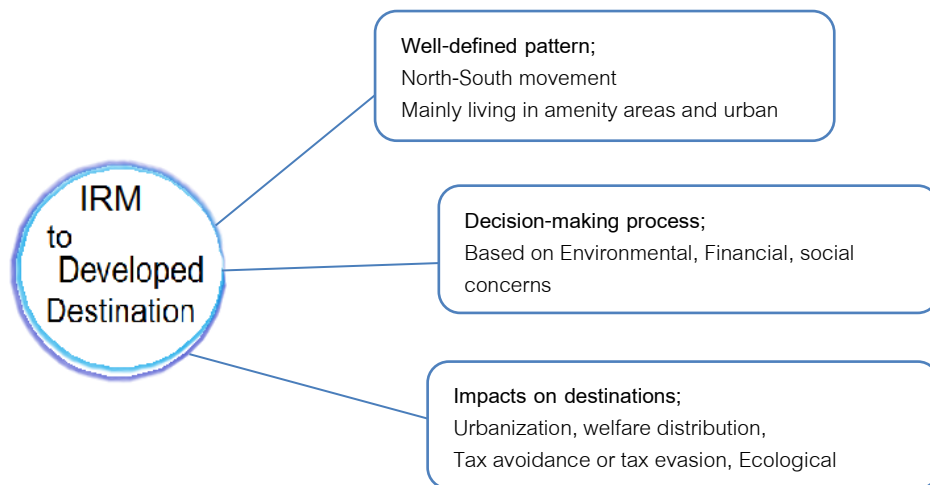 IRM
to
Developed
Destination
Well-defined pattern;
North-South movement
Mainly living in amenity areas and urban
Decision-making process;
Based on Environmental, Financial, social
concerns
Impacts on destinations;
Urbanization, welfare distribution,
Tax avoidance or tax evasion, Ecological